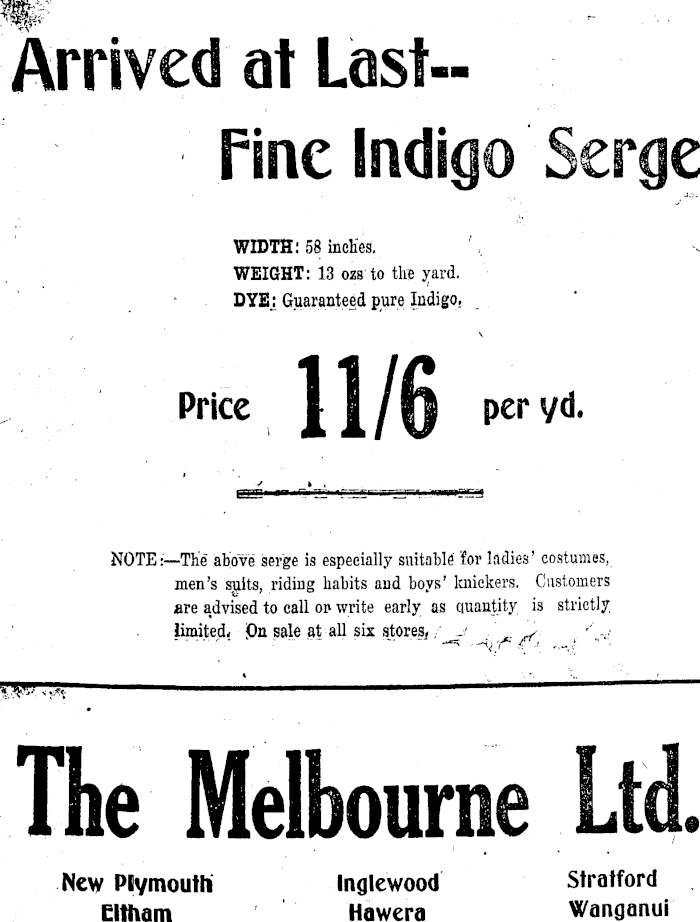 Arrived at Last--
Fine Indigo Serge
WIDTH: 58 inches.
WEIGHT: 13 ozs to the yard.
DYE: Guaranteed pure Indigo.
Price 11/6 per yd.
NOTE:—The above serge is especially suitable for ladies' costumes,
men's suits, riding habits and boys' knickers. Customers
are advised to call or write early as quantity is strictly
limited. On sale at all six stores.
The Melbourne Ltd.
New Plymouth Inglewood Stratford
Eltham Hawera Wanganui